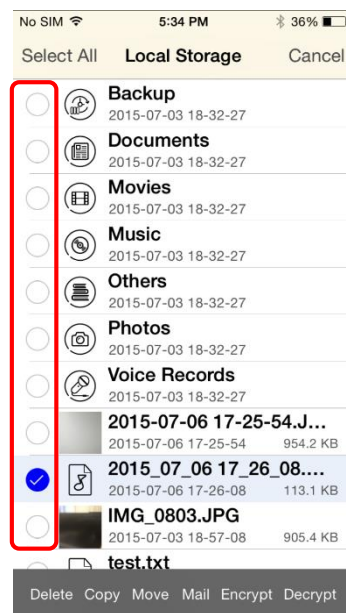 No SIM 5:34 PM 36%
Select All Local Storage Cancel
Backup
2015-07-03 18-32-27
Documents
2015-07-03 18-32-27
Movies
2015-07-03 18-32-27
Music
2015-07-03 18-32-27
Others
2015-07-03 18-32-27
Photos
2015-07-03 18-32-27
Voice Records
2015-07-03 18-32-27
2015-07-06 17-25-54.J...
2015-07-06 17-25-54 954.2 KB
2015_07_06 17_26_08....
2015-07-06 17-26-08 113.1 KB
IMG_0803.JPG
2015-07-03 18-57-08 905.4 KB
test.txt
Delete Copy Move Mail Encrypt Decrypt